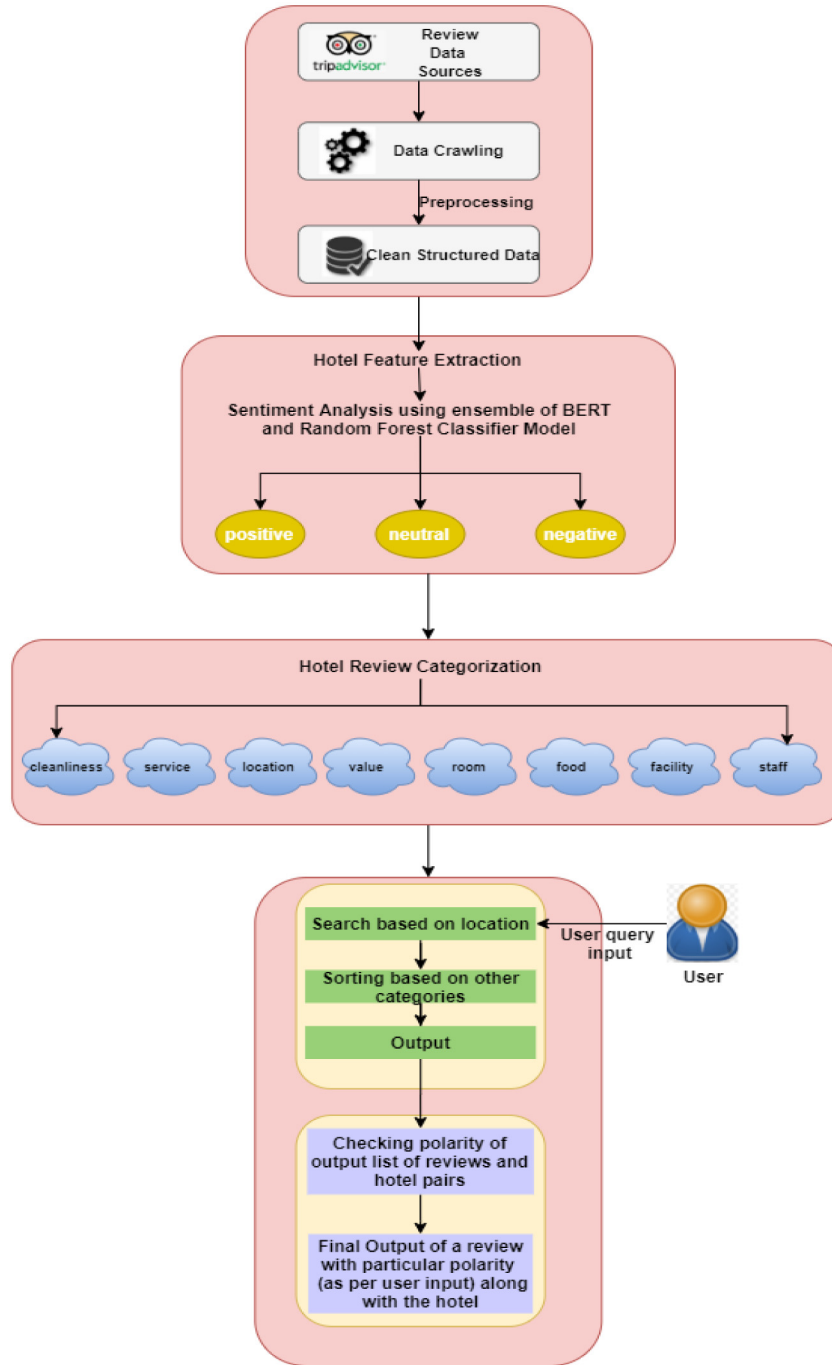 Review
Data
Sources
tripadvisor
Data Crawling
Preprocessing
Clean Structured Data
Hotel Feature Extraction
Sentiment Analysis using ensemble of BERT
and Random Forest Classifier Model
positive
neutral
negative
Hotel Review Categorization
cleanliness
service
location
value
room
food
facility
staff
Search based on location
User query
input
User
Sorting based on other
categories
Output
Checking polarity of
output list of reviews and
hotel pairs
Final Output of a review
with particular polarity
(as per user input) along
with the hotel